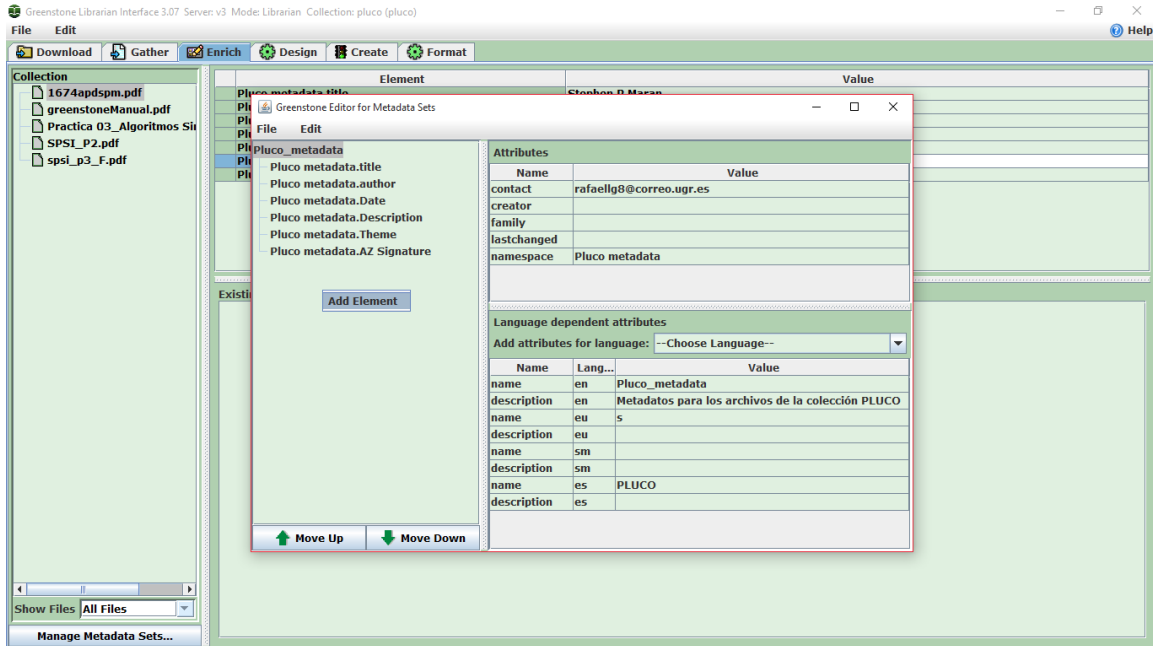 Greenstone Librarian Interface 3.07 Server: v3 Mode: Librarian Collection: pluco (pluco)
File Edit
Help
Download Gather Enrich Design Create Format
Collection
1674apdspm.pdf
greenstoneManual.pdf
Practica 03_Algoritmos Si
SPSI_P2.pdf
spsi_p3_F.pdf
Element Value
Pluco metadata title Stephen P Maran
Greenstone Editor for Metadata Sets
File Edit
Pluco_metadata
Pluco metadata.title
Pluco metadata.author
Pluco metadata.Date
Pluco metadata.Description
Pluco metadata.Theme
Pluco metadata.AZ Signature
Add Element
Move Up Move Down
Attributes
Name Value
contact rafaellg8@correo.ugr.es
creator
family
lastchanged
namespace Pluco metadata
Language dependent attributes
Add attributes for language: --Choose Language--
Name Lang... Value
name en Pluco_metadata
description en Metadatos para los archivos de la colección PLUCO
name eu s
description eu
name sm
description sm
name es PLUCO
description es
Existi
Show Files All Files
Manage Metadata Sets...